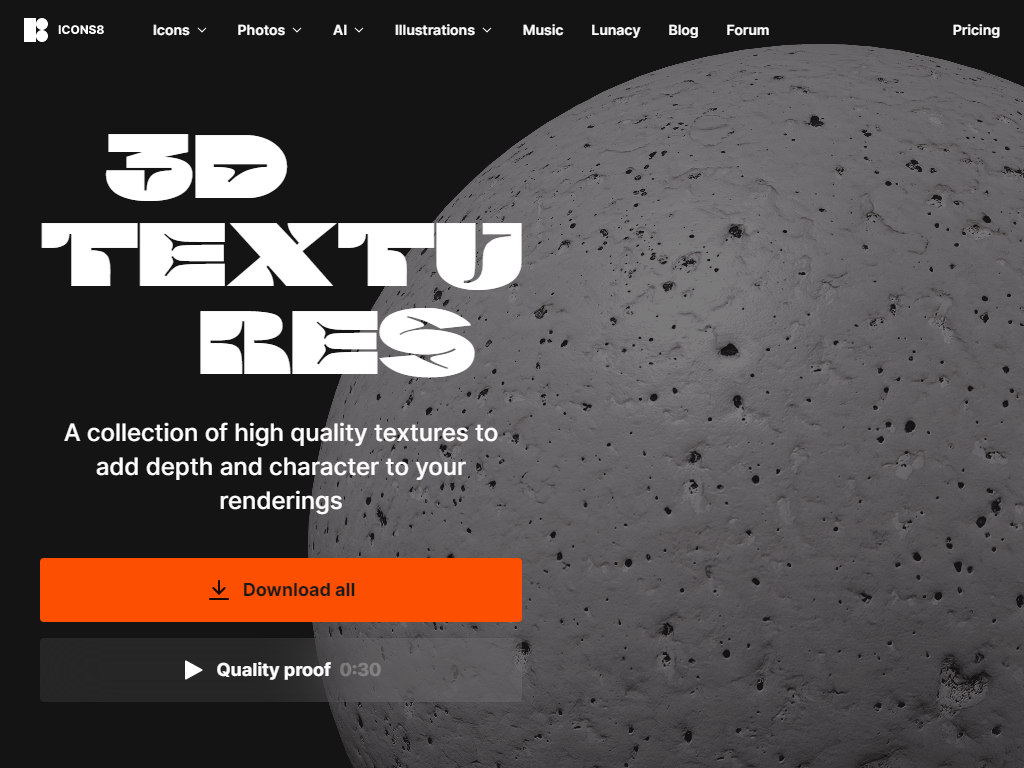 ICONS8 Icons Photos AI Illustrations Music Lunacy Blog Forum Pricing
3D
TEXTU
RES
A collection of high quality textures to
add depth and character to your
renderings
Download all
Quality proof 0:30